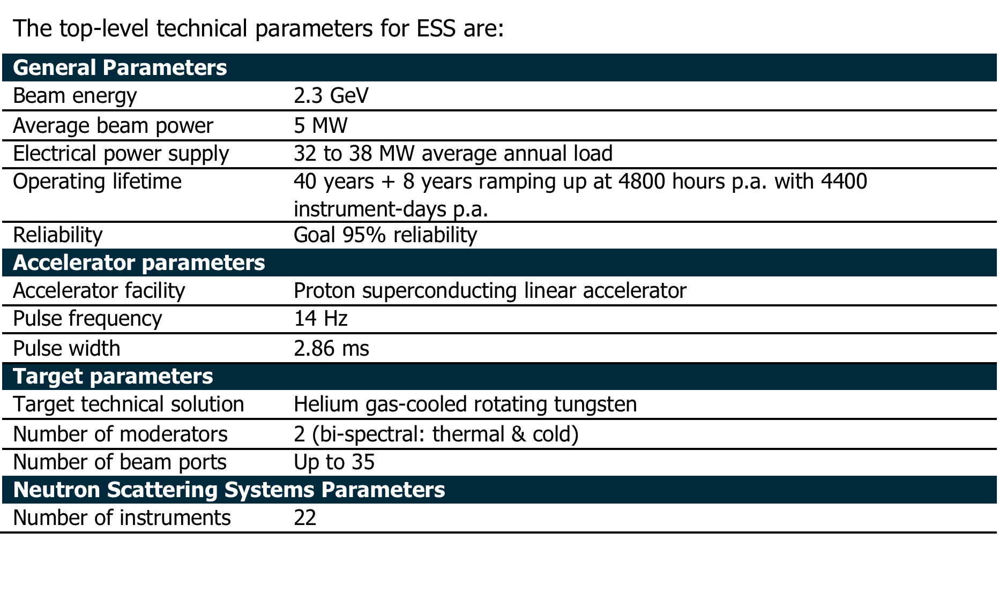 The top-level technical parameters for ESS are:
General Parameters
Beam energy 2.3 GeV
Average beam power 5 MW
Electrical power supply 32 to 38 MW average annual load
Operating lifetime 40 years + 8 years ramping up at 4800 hours p.a. with 4400
instrument-days p.a.
Reliability Goal 95% reliability
Accelerator parameters
Accelerator facility Proton superconducting linear accelerator
Pulse frequency 14 Hz
Pulse width 2.86 ms
Target parameters
Target technical solution Helium gas-cooled rotating tungsten
Number of moderators 2 (bi-spectral: thermal & cold)
Number of beam ports Up to 35
Neutron Scattering Systems Parameters
Number of instruments 22